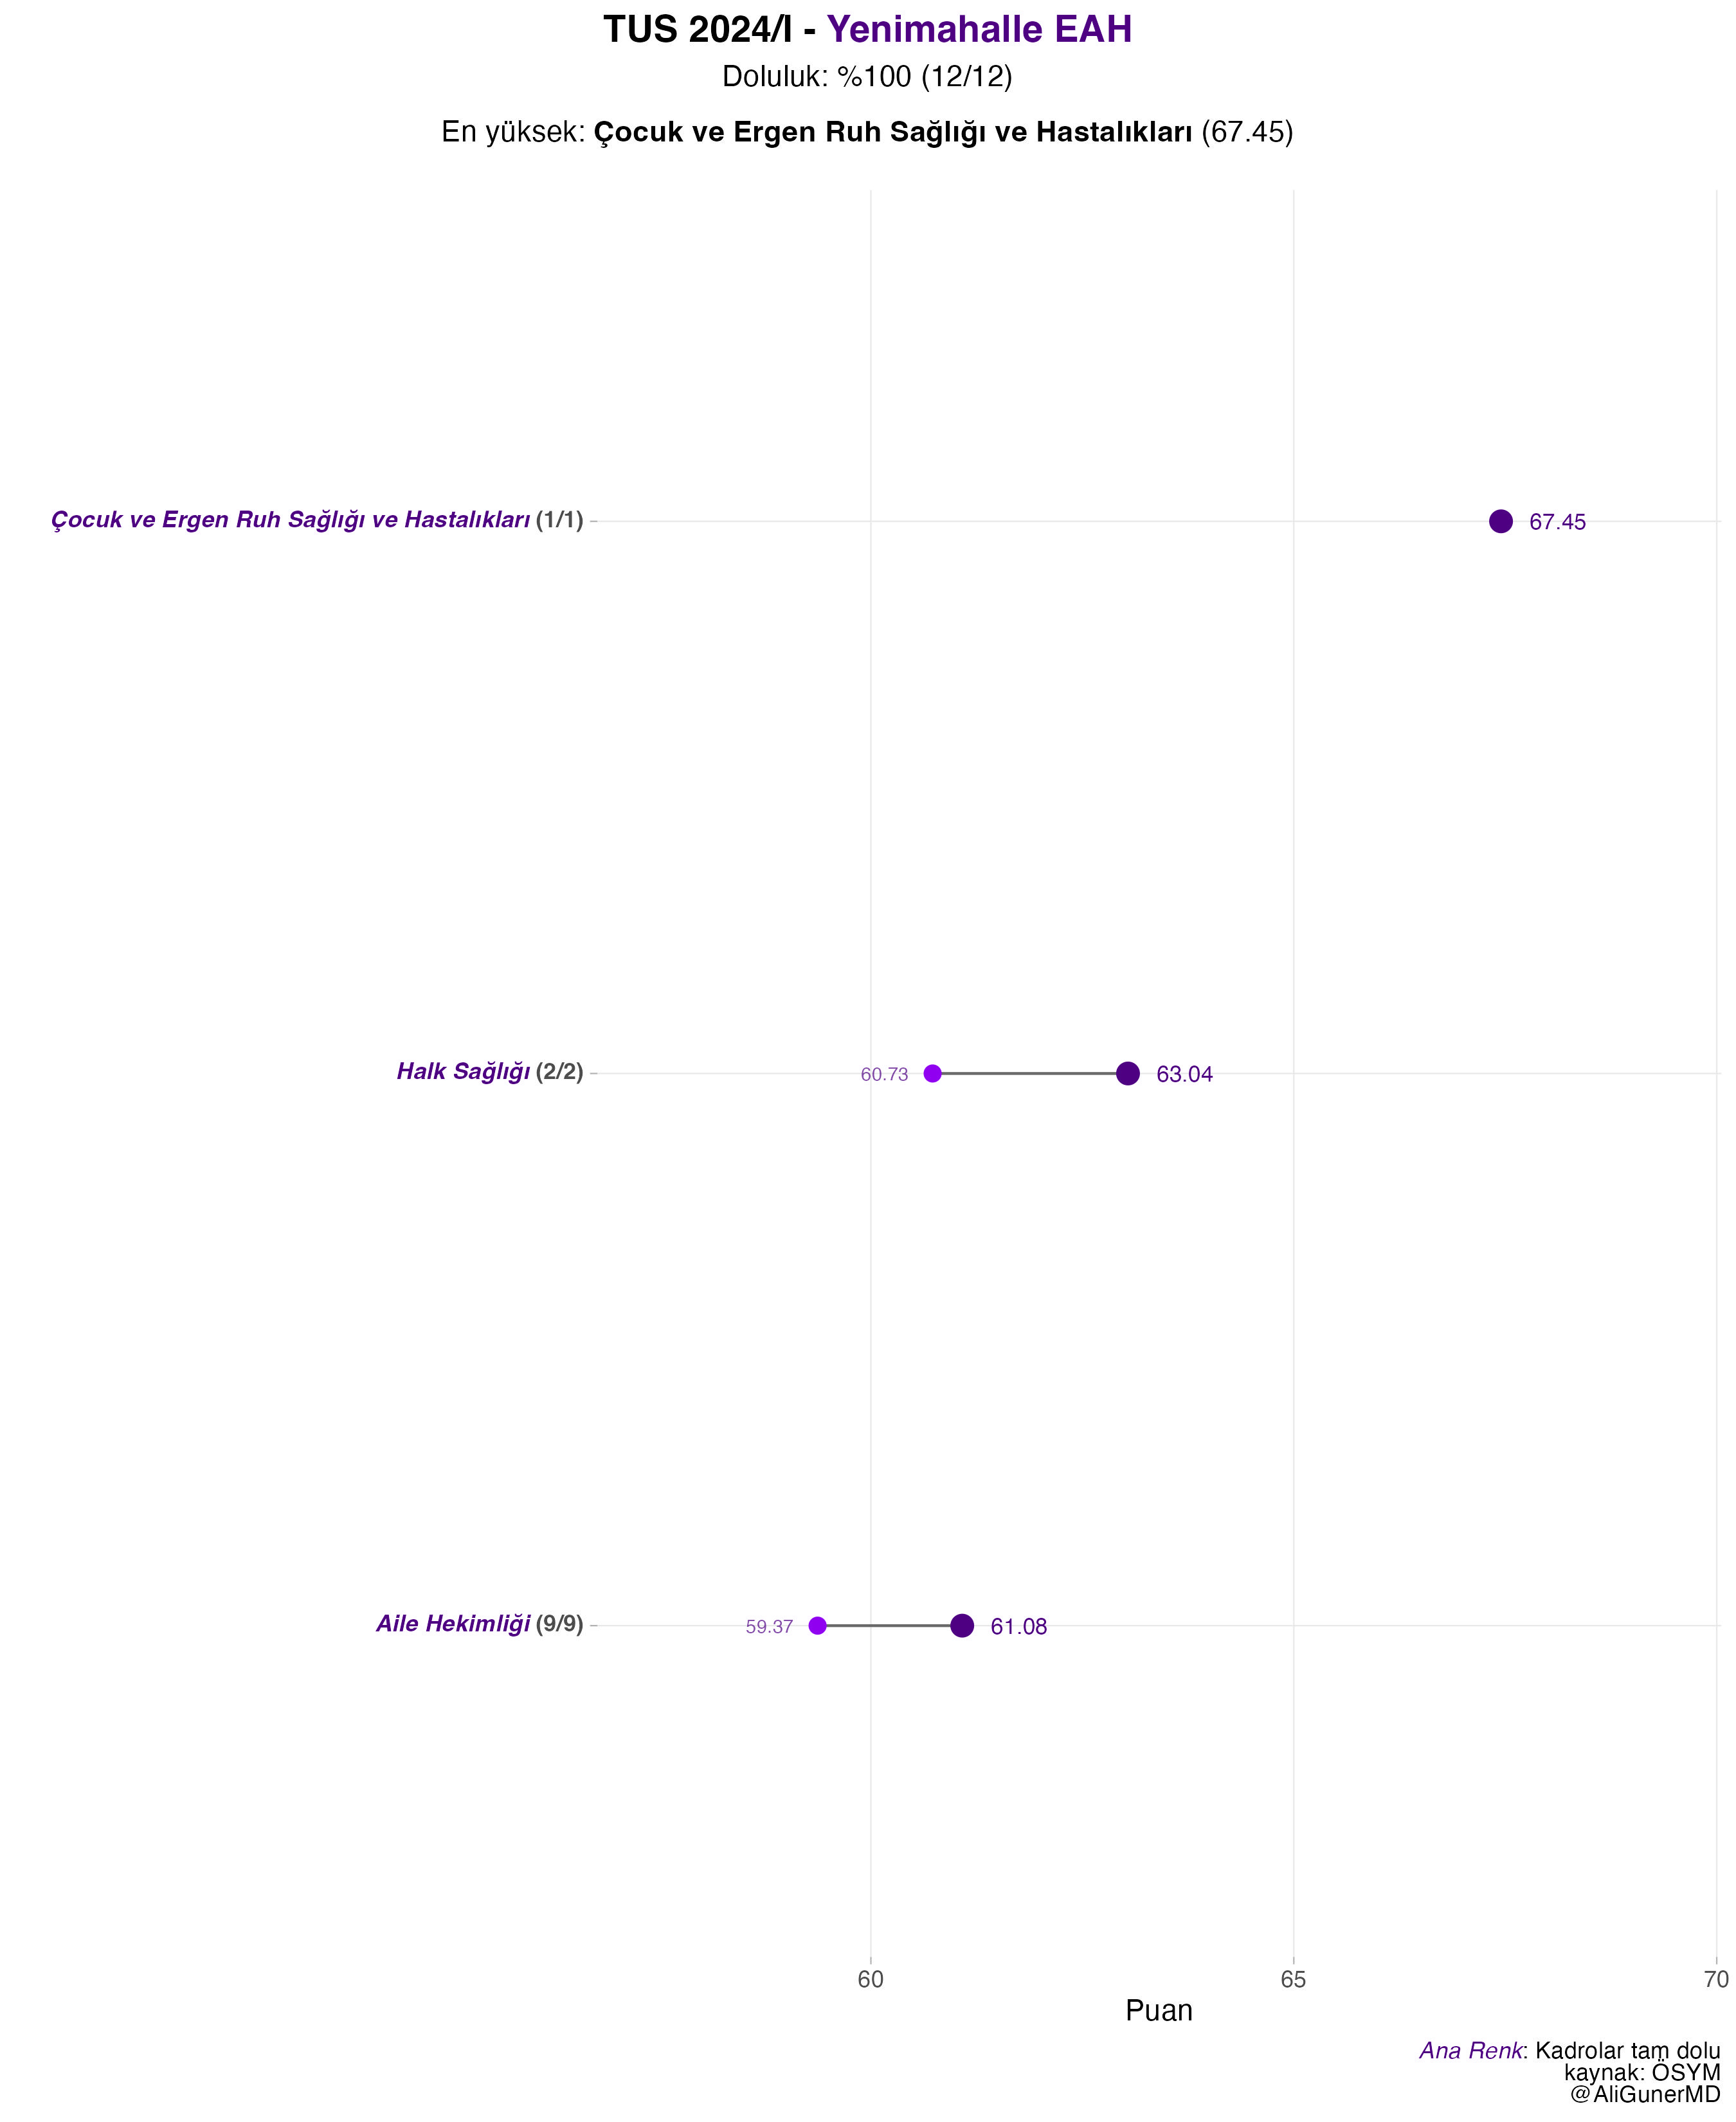 TUS 2024/I - Yenimahalle EAH
Doluluk: %100 (12/12)
En yüksek: Çocuk ve Ergen Ruh Sağlığı ve Hastalıkları (67.45)
Çocuk ve Ergen Ruh Sağlığı ve Hastalıkları (1/1)
67.45
Halk Sağlığı (2/2)
60.73
63.04
Aile Hekimliği (9/9)
59.37
61.08
60
65
70
Puan
Ana Renk: Kadrolar tam dolu
kaynak: ÖSYM
@AliGunerMD